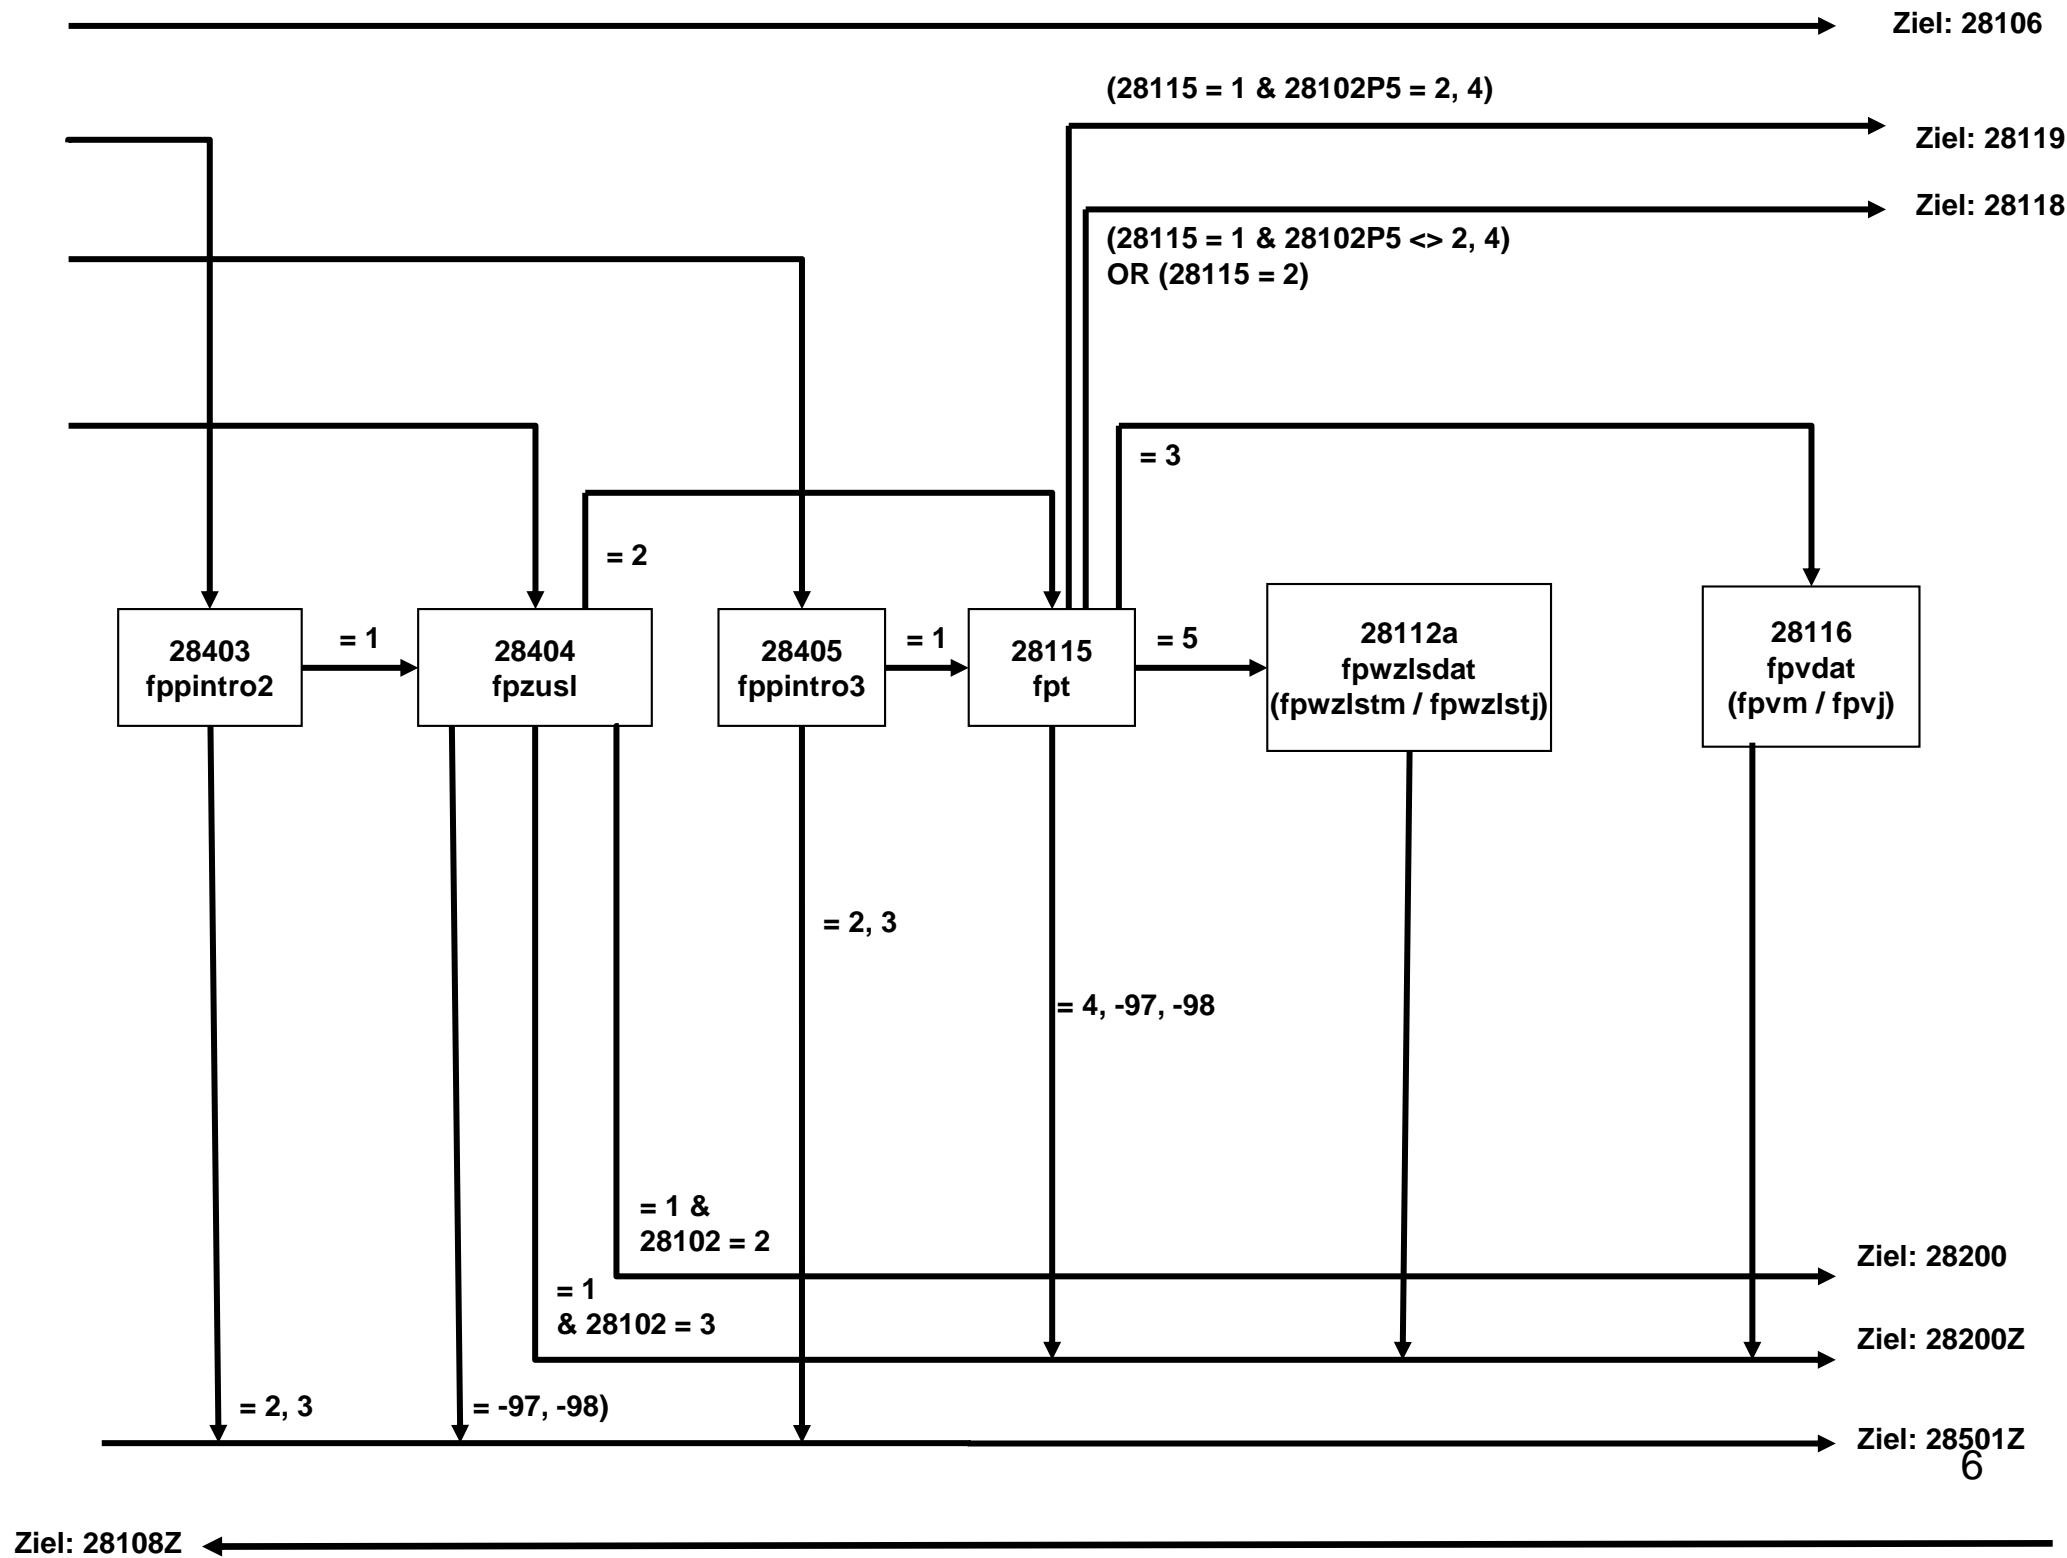 Ziel: 28106
(28115 = 1 & 28102P5 = 2, 4)
Ziel: 28119
Ziel: 28118
(28115 = 1 & 28102P5 <> 2, 4)
OR (28115 = 2)
= 3
= 2
28403
fppintro2
= 1
28404
fpzusl
28405
fppintro3
= 1
28115
fpt
= 5
28112a
fpwzlsdat
(fpwzlstm / fpwzlstj)
28116
fpvdat
(fpvm / fpvj)
= 2, 3
= 4, -97, -98
= 1 &
28102 = 2
Ziel: 28200
= 1
& 28102 = 3
Ziel: 28200Z
= 2, 3
= -97, -98)
Ziel: 28501Z
6
Ziel: 28108Z